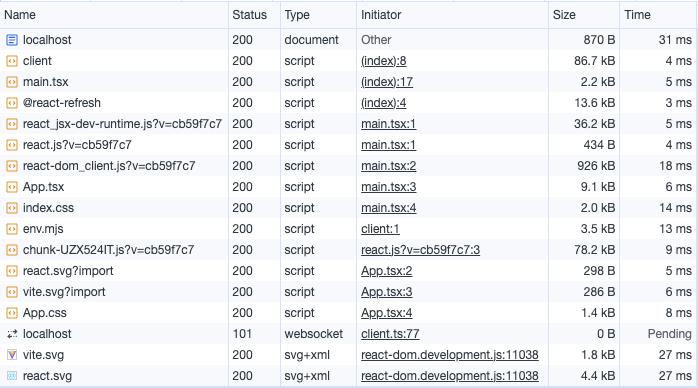 Name Status Type Initiator Size Time
localhost 200 document Other 870 B 31 ms
client 200 script (index):8 86.7 kB 4 ms
main.tsx 200 script (index):17 2.2 kB 5 ms
@react-refresh 200 script (index):4 13.6 kB 3 ms
react_jsx-dev-runtime.js?v=cb59f7c7 200 script main.tsx:1 36.2 kB 5 ms
react.js?v=cb59f7c7 200 script main.tsx:1 434 B 4 ms
react-dom_client.js?v=cb59f7c7 200 script main.tsx:2 926 kB 18 ms
App.tsx 200 script main.tsx:3 9.1 kB 6 ms
index.css 200 script main.tsx:4 2.0 kB 14 ms
env.mjs 200 script client:1 3.5 kB 13 ms
chunk-UZX524IT.js?v=cb59f7c7 200 script react.js?v=cb59f7c7:3 78.2 kB 9 ms
react.svg?import 200 script App.tsx:2 298 B 5 ms
vite.svg?import 200 script App.tsx:3 286 B 6 ms
App.css 200 script App.tsx:4 1.4 kB 8 ms
localhost 101 websocket client.ts:77 0 B Pending
vite.svg 200 svg+xml react-dom.development.js:11038 1.8 kB 27 ms
react.svg 200 svg+xml react-dom.development.js:11038 4.4 kB 27 ms